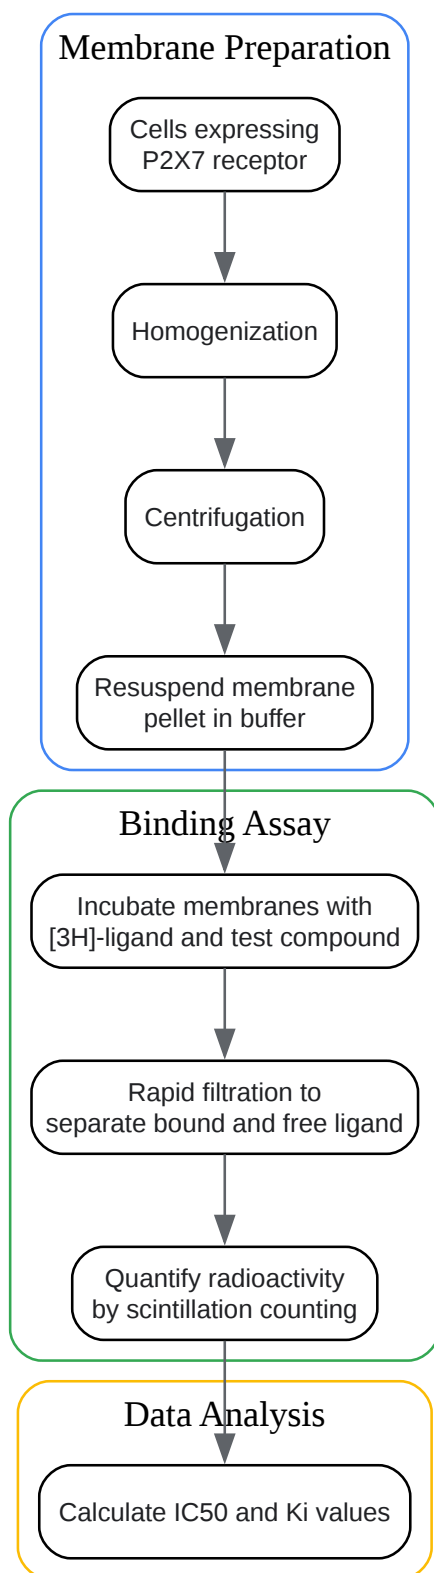 Membrane Preparation
Cells expressing
P2X7 receptor
Homogenization
Centrifugation
Resuspend membrane
pellet in buffer
Binding Assay
Incubate membranes with
[3H]-ligand and test compound
Rapid filtration to
separate bound and free ligand
Quantify radioactivity
by scintillation counting
Data Analysis
Calculate IC50 and Ki values